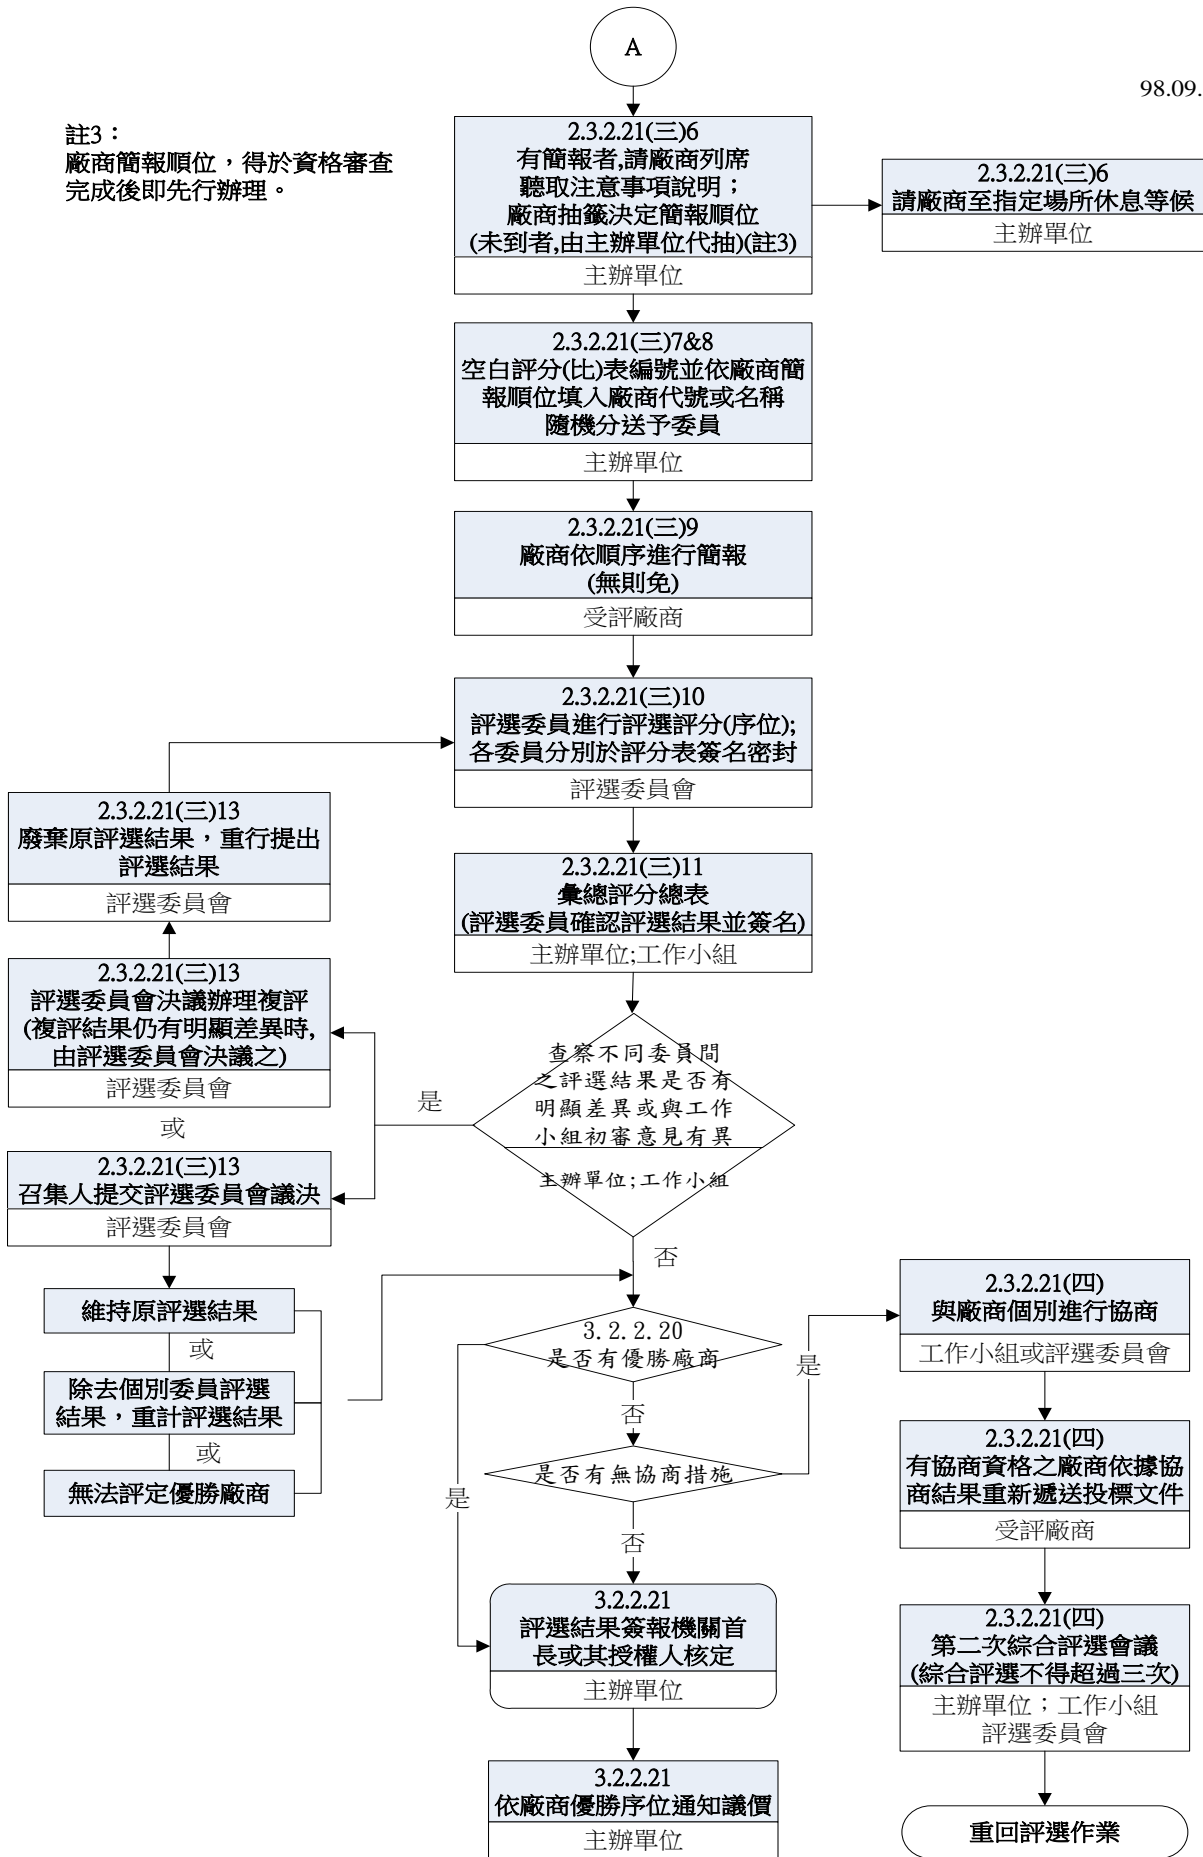 A
98.09.
註3：
廠商簡報順位，得於資格審查
完成後即先行辦理。
2.3.2.21(三)6
有簡報者,請廠商列席
聽取注意事項說明；
廠商抽籤決定簡報順位
(未到者,由主辦單位代抽)(註3)
主辦單位
2.3.2.21(三)6
請廠商至指定場所休息等候
主辦單位
2.3.2.21(三)7&8
空白評分(比)表編號並依廠商簡
報順位填入廠商代號或名稱
隨機分送予委員
主辦單位
2.3.2.21(三)9
廠商依順序進行簡報
(無則免)
受評廠商
2.3.2.21(三)10
評選委員進行評選評分(序位);
各委員分別於評分表簽名密封
評選委員會
2.3.2.21(三)13
廢棄原評選結果，重行提出
評選結果
評選委員會
2.3.2.21(三)11
彙總評分總表
(評選委員確認評選結果並簽名)
主辦單位;工作小組
2.3.2.21(三)13
評選委員會決議辦理複評
(複評結果仍有明顯差異時,
由評選委員會決議之)
評選委員會
或
是
查察不同委員間
之評選結果是否有
明顯差異或與工作
小組初審意見有異
主辦單位;工作小組
2.3.2.21(三)13
召集人提交評選委員會議決
評選委員會
否
維持原評選結果
或
除去個別委員評選
結果，重計評選結果
或
無法評定優勝廠商
3.2.2.20
是否有優勝廠商
是
否
是否有無協商措施
是
否
2.3.2.21(四)
與廠商個別進行協商
工作小組或評選委員會
2.3.2.21(四)
有協商資格之廠商依據協
商結果重新遞送投標文件
受評廠商
3.2.2.21
評選結果簽報機關首
長或其授權人核定
主辦單位
2.3.2.21(四)
第二次綜合評選會議
(綜合評選不得超過三次)
主辦單位；工作小組
評選委員會
3.2.2.21
依廠商優勝序位通知議價
主辦單位
重回評選作業